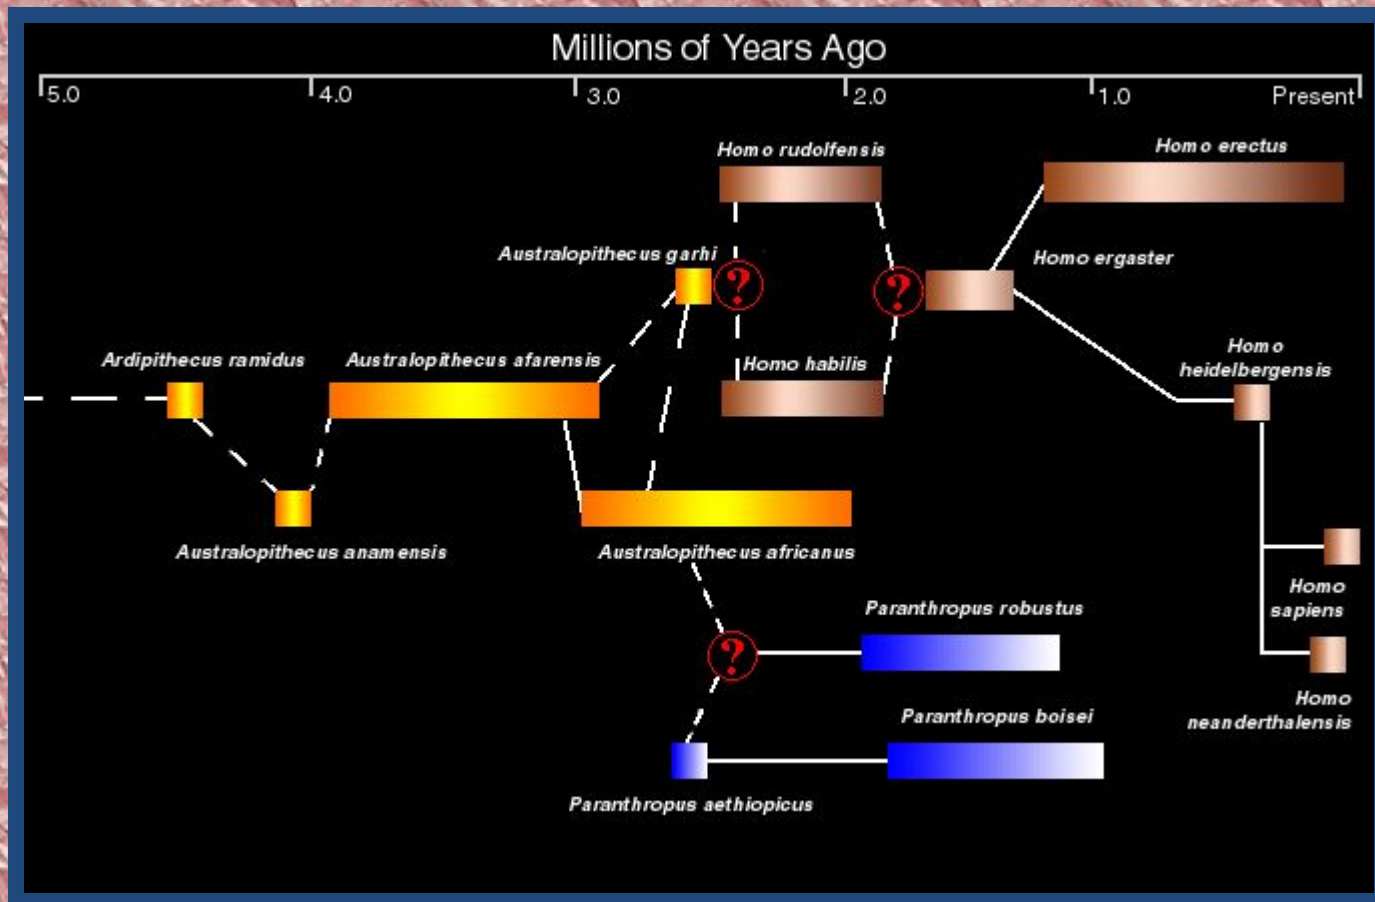 Millions of Years Ago
5.0 4.0 3.0 2.0 1.0 Present
Homo rudolfensis
Homo erectus
Australopithecus garhi
?
?
Homo ergaster
Ardipithecus ramidus
Australopithecus afarensis
Homo habilis
Homo
heidelbergensis
Australopithecus anamensis
Australopithecus africanus
Homo
sapiens
Paranthropus robustus
?
Homo
neanderthalensis
Paranthropus boisei
Paranthropus aethiopicus